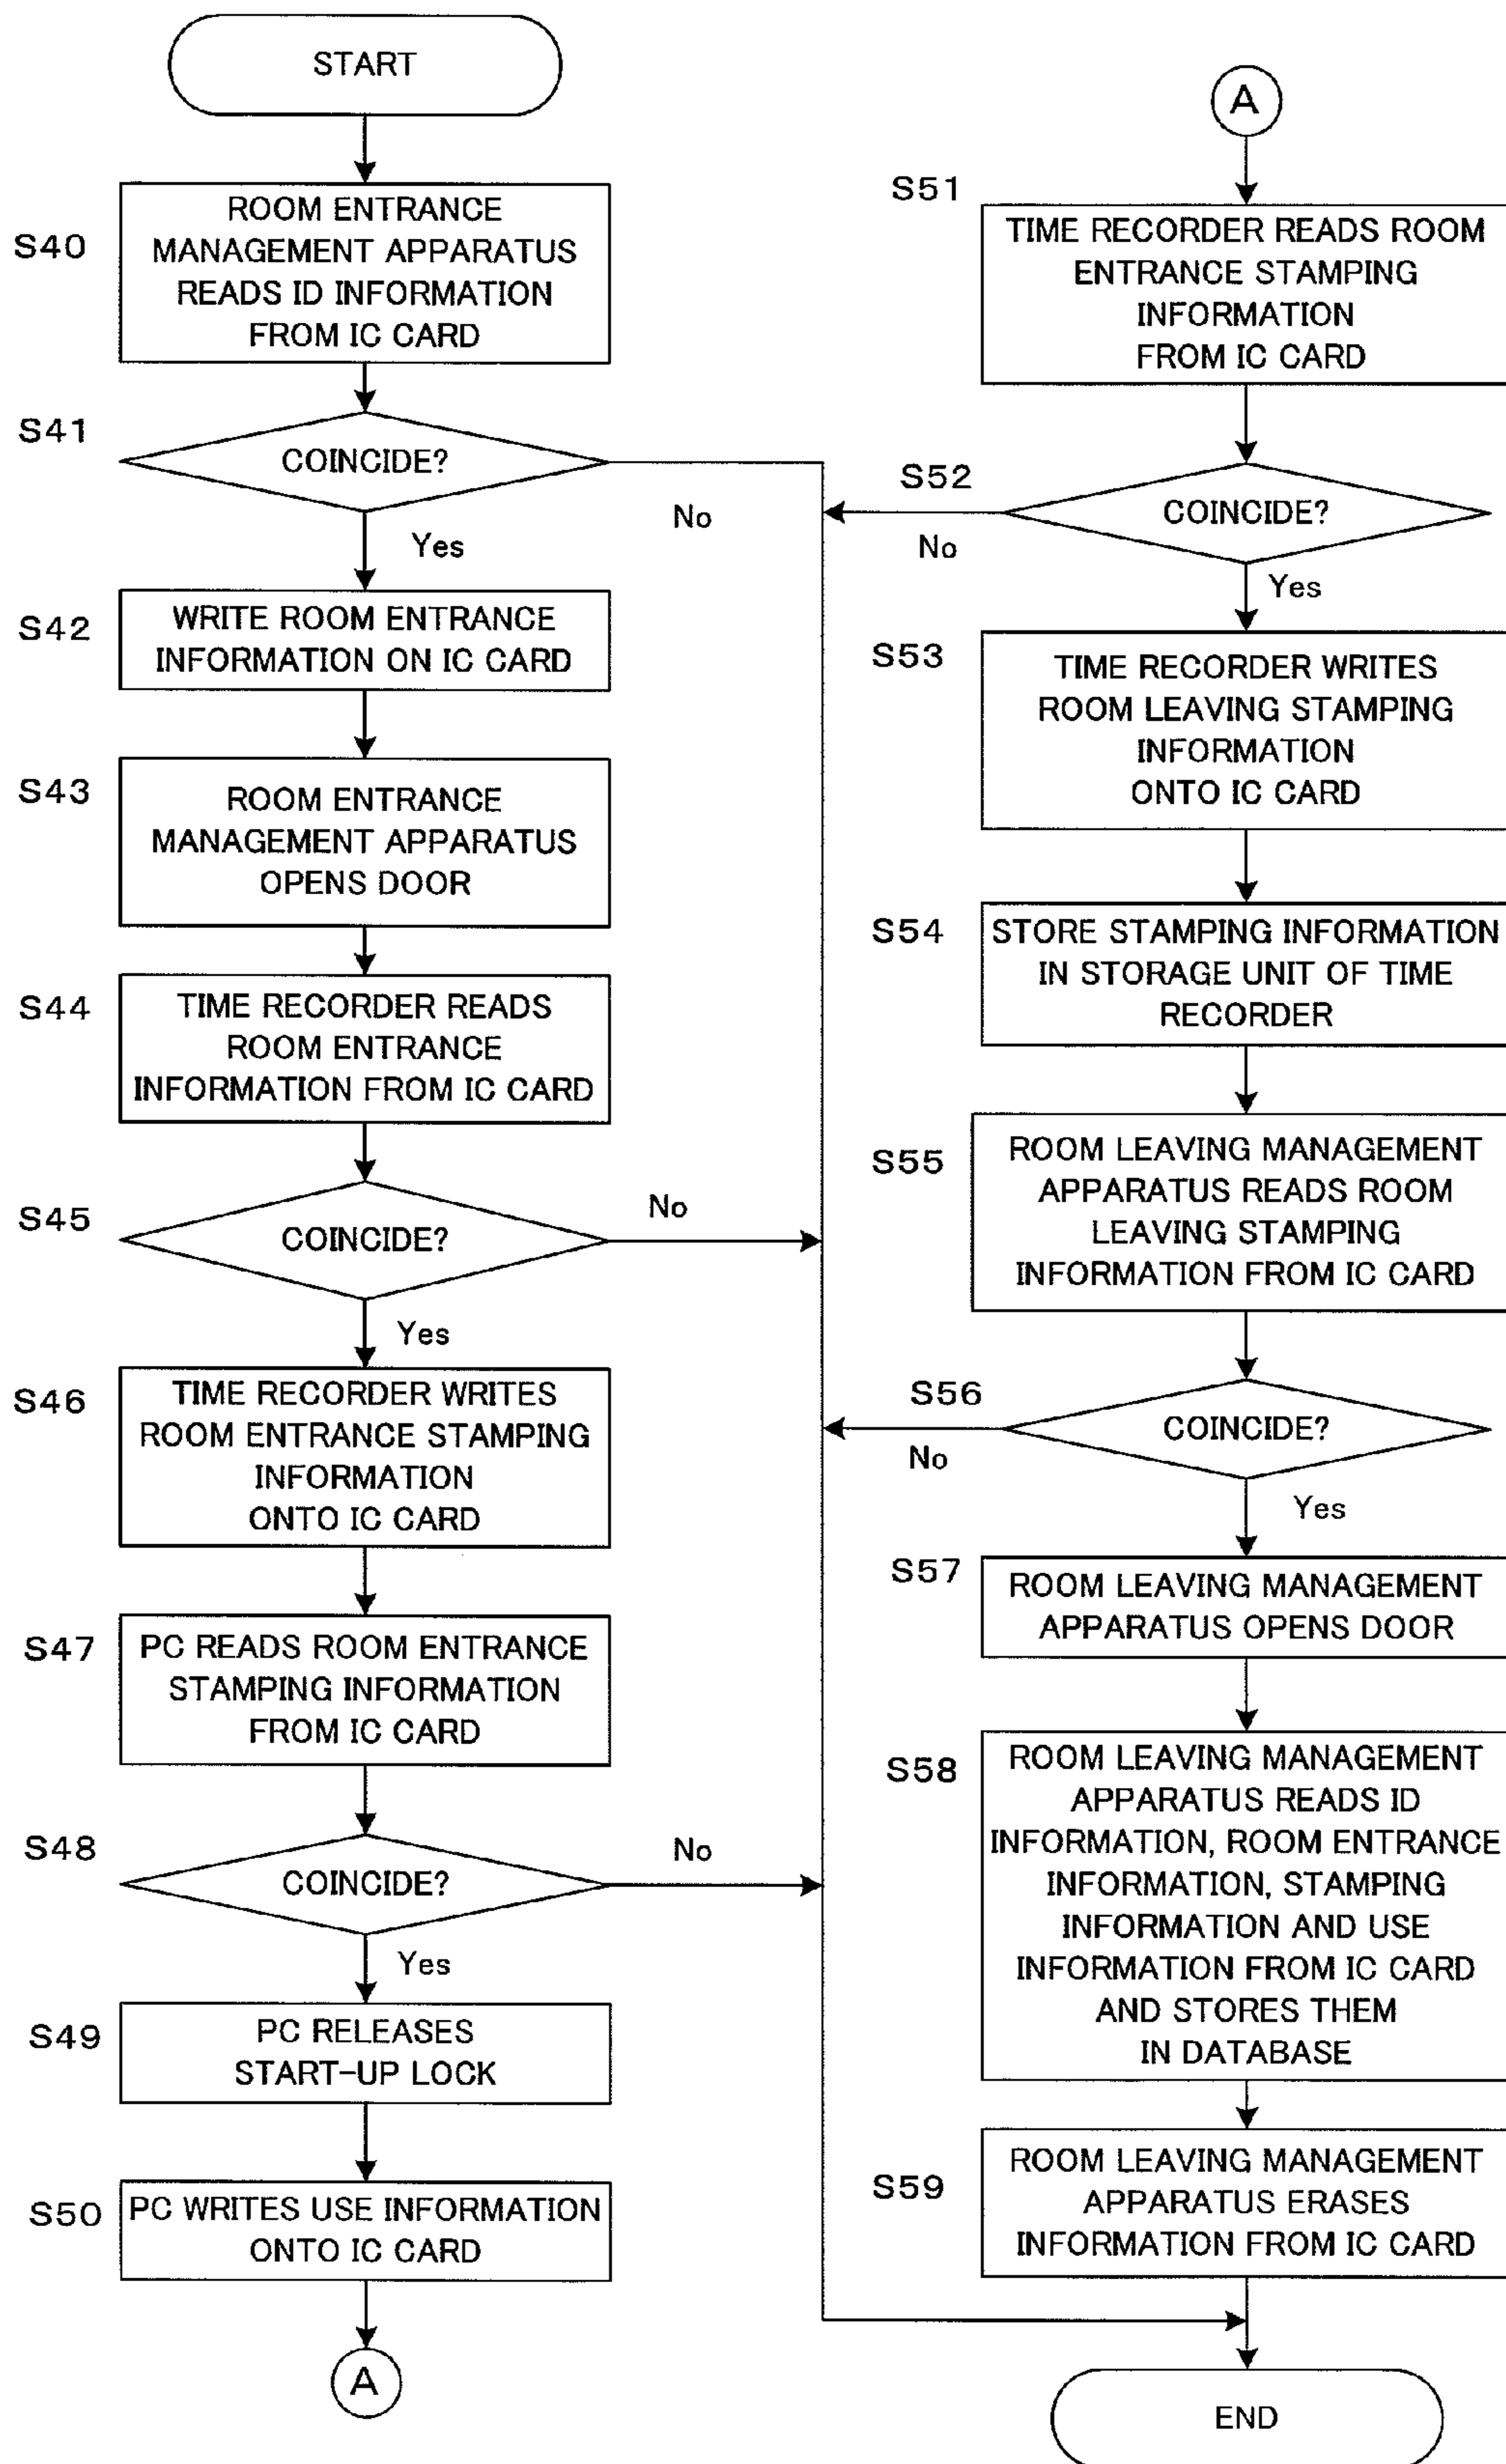 START
S40
ROOM ENTRANCE
MANAGEMENT APPARATUS
READS ID INFORMATION
FROM IC CARD
S41
COINCIDE?
No
Yes
S42
WRITE ROOM ENTRANCE
INFORMATION ON IC CARD
S43
ROOM ENTRANCE
MANAGEMENT APPARATUS
OPENS DOOR
S44
TIME RECORDER READS
ROOM ENTRANCE
INFORMATION FROM IC CARD
S45
COINCIDE?
No
Yes
S46
TIME RECORDER WRITES
ROOM ENTRANCE STAMPING
INFORMATION
ONTO IC CARD
S47
PC READS ROOM ENTRANCE
STAMPING INFORMATION
FROM IC CARD
S48
COINCIDE?
No
Yes
S49
PC RELEASES
START-UP LOCK
S50
PC WRITES USE INFORMATION
ONTO IC CARD
A
A
S51
TIME RECORDER READS ROOM
ENTRANCE STAMPING
INFORMATION
FROM IC CARD
S52
COINCIDE?
No
Yes
S53
TIME RECORDER WRITES
ROOM LEAVING STAMPING
INFORMATION
ONTO IC CARD
S54
STORE STAMPING INFORMATION
IN STORAGE UNIT OF TIME
RECORDER
S55
ROOM LEAVING MANAGEMENT
APPARATUS READS ROOM
LEAVING STAMPING
INFORMATION FROM IC CARD
S56
COINCIDE?
No
Yes
S57
ROOM LEAVING MANAGEMENT
APPARATUS OPENS DOOR
S58
ROOM LEAVING MANAGEMENT
APPARATUS READS ID
INFORMATION, ROOM ENTRANCE
INFORMATION, STAMPING
INFORMATION AND USE
INFORMATION FROM IC CARD
AND STORES THEM
IN DATABASE
S59
ROOM LEAVING MANAGEMENT
APPARATUS ERASES
INFORMATION FROM IC CARD
END